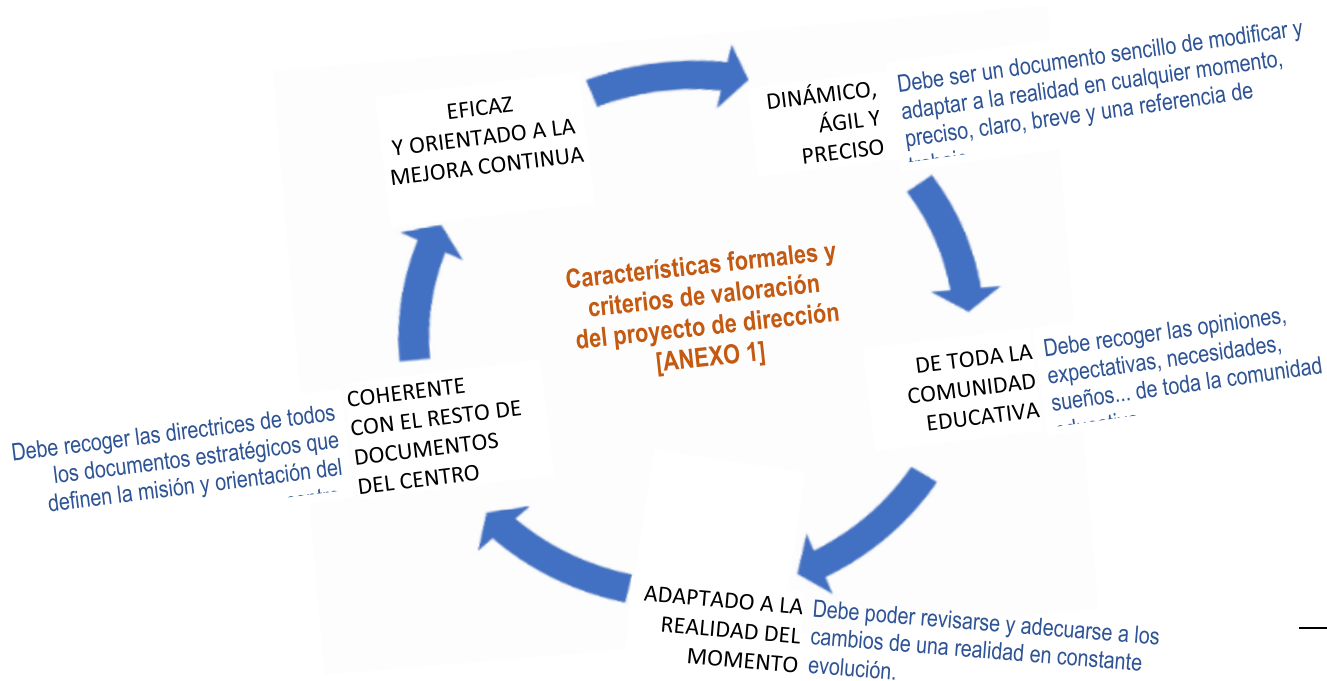 EFICAZ
Y ORIENTADO A LA
MEJORA CONTINUA
DINÁMICO,
ÁGIL Y
PRECISO
Debe ser un documento sencillo de modificar y
adaptar a la realidad en cualquier momento,
preciso, claro, breve y una referencia de
Características formales y
criterios de valoración
del proyecto de dirección
[ANEXO 1]
DE TODA LA
COMUNIDAD
EDUCATIVA
Debe recoger las opiniones,
expectativas, necesidades,
sueños... de toda la comunidad
COHERENTE
CON EL RESTO DE
DOCUMENTOS
DEL CENTRO
Debe recoger las directrices de todos
los documentos estratégicos que
definen la misión y orientación del
ADAPTADO A LA
REALIDAD DEL
MOMENTO
Debe poder revisarse y adecuarse a los
cambios de una realidad en constante
evolución.